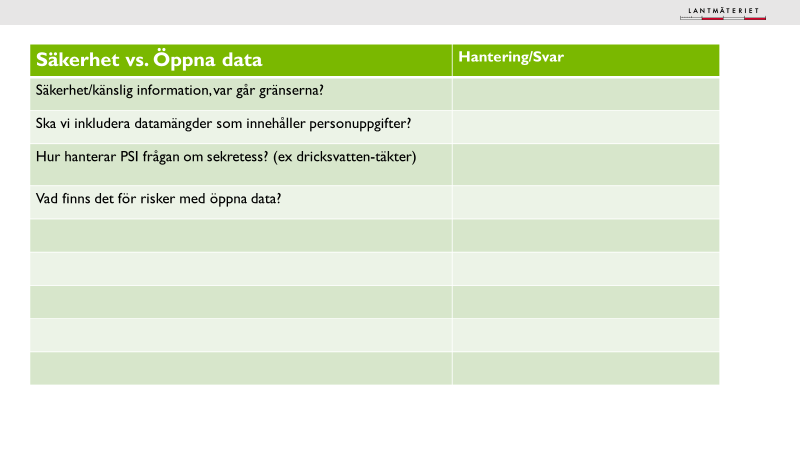 LANTMÄTERIET
Säkerhet vs. Öppna data
Hantering/Svar
Säkerhet/känslig information, var går gränserna?
Ska vi inkludera datamängder som innehåller personuppgifter?
Hur hanterar PSI frågan om sekretess? (ex dricksvatten-täkter)
Vad finns det för risker med öppna data?